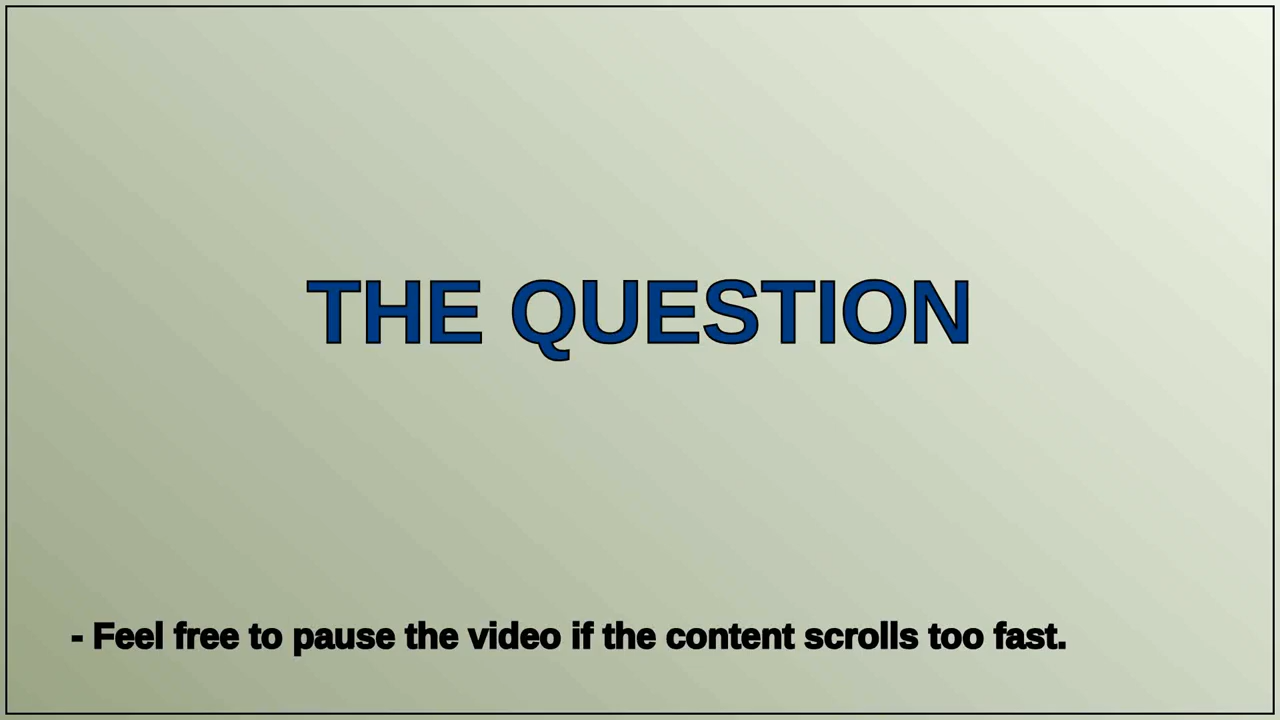 THE QUESTION
- Feel free to pause the video if the content scrolls too fast.